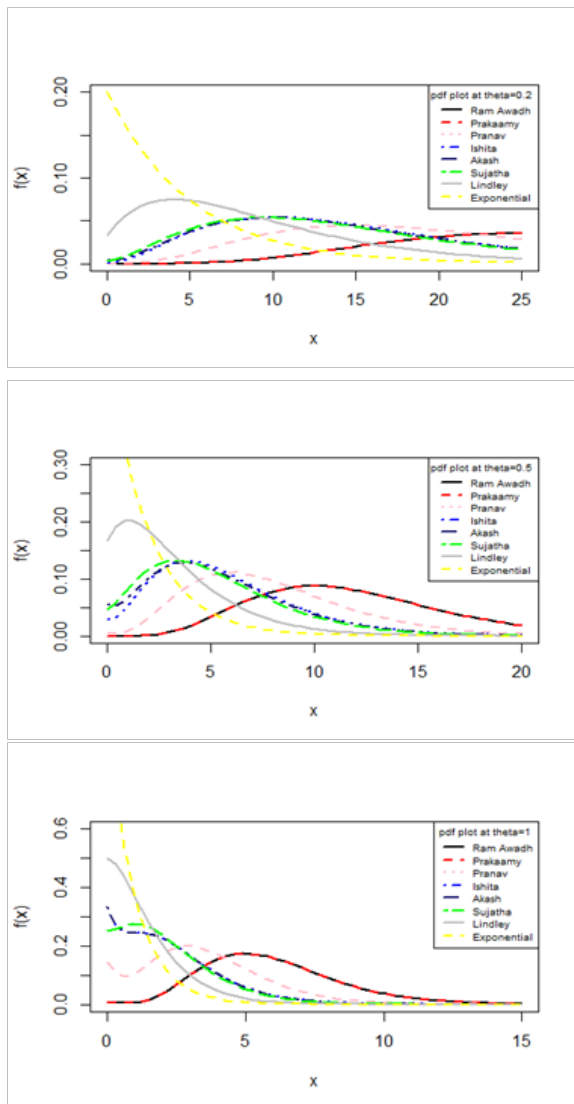 pdf plot at theta=0.2
Ram Awadh
Prakaamy
Pranav
Ishita
Akash
Sujatha
Lindley
Exponential
f(x)
0.00
0.10
0.20
0
5
10
15
20
25
x
pdf plot at theta=0.5
Ram Awadh
Prakaamy
Pranav
Ishita
Akash
Sujatha
Lindley
Exponential
f(x)
0.00
0.10
0.20
0.30
0
5
10
15
20
x
pdf plot at theta=1
Ram Awadh
Prakaamy
Pranav
Ishita
Akash
Sujatha
Lindley
Exponential
f(x)
0.0
0.2
0.4
0.6
0
5
10
15
x